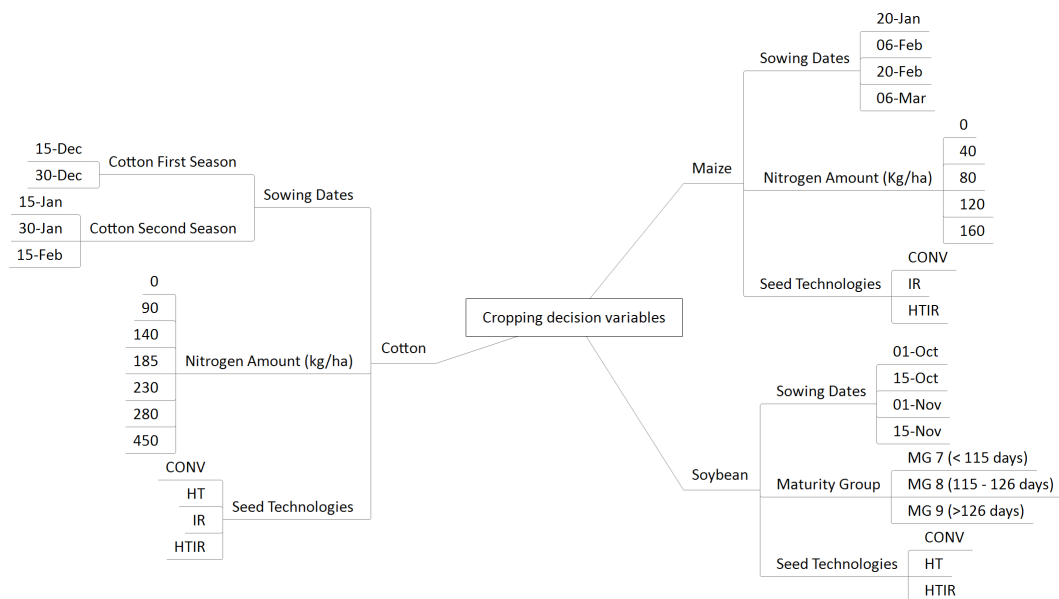 Cropping decision variables
Cotton
Sowing Dates
Cotton First Season
15-Dec
30-Dec
Cotton Second Season
15-Jan
30-Jan
15-Feb
Nitrogen Amount (kg/ha)
0
90
140
185
230
280
450
Seed Technologies
CONV
HT
IR
HTIR
Maize
Sowing Dates
20-Jan
06-Feb
20-Feb
06-Mar
Nitrogen Amount (Kg/ha)
0
40
80
120
160
Seed Technologies
CONV
IR
HTIR
Soybean
Sowing Dates
01-Oct
15-Oct
01-Nov
15-Nov
Maturity Group
MG 7 (< 115 days)
MG 8 (115 - 126 days)
MG 9 (>126 days)
Seed Technologies
CONV
HT
HTIR